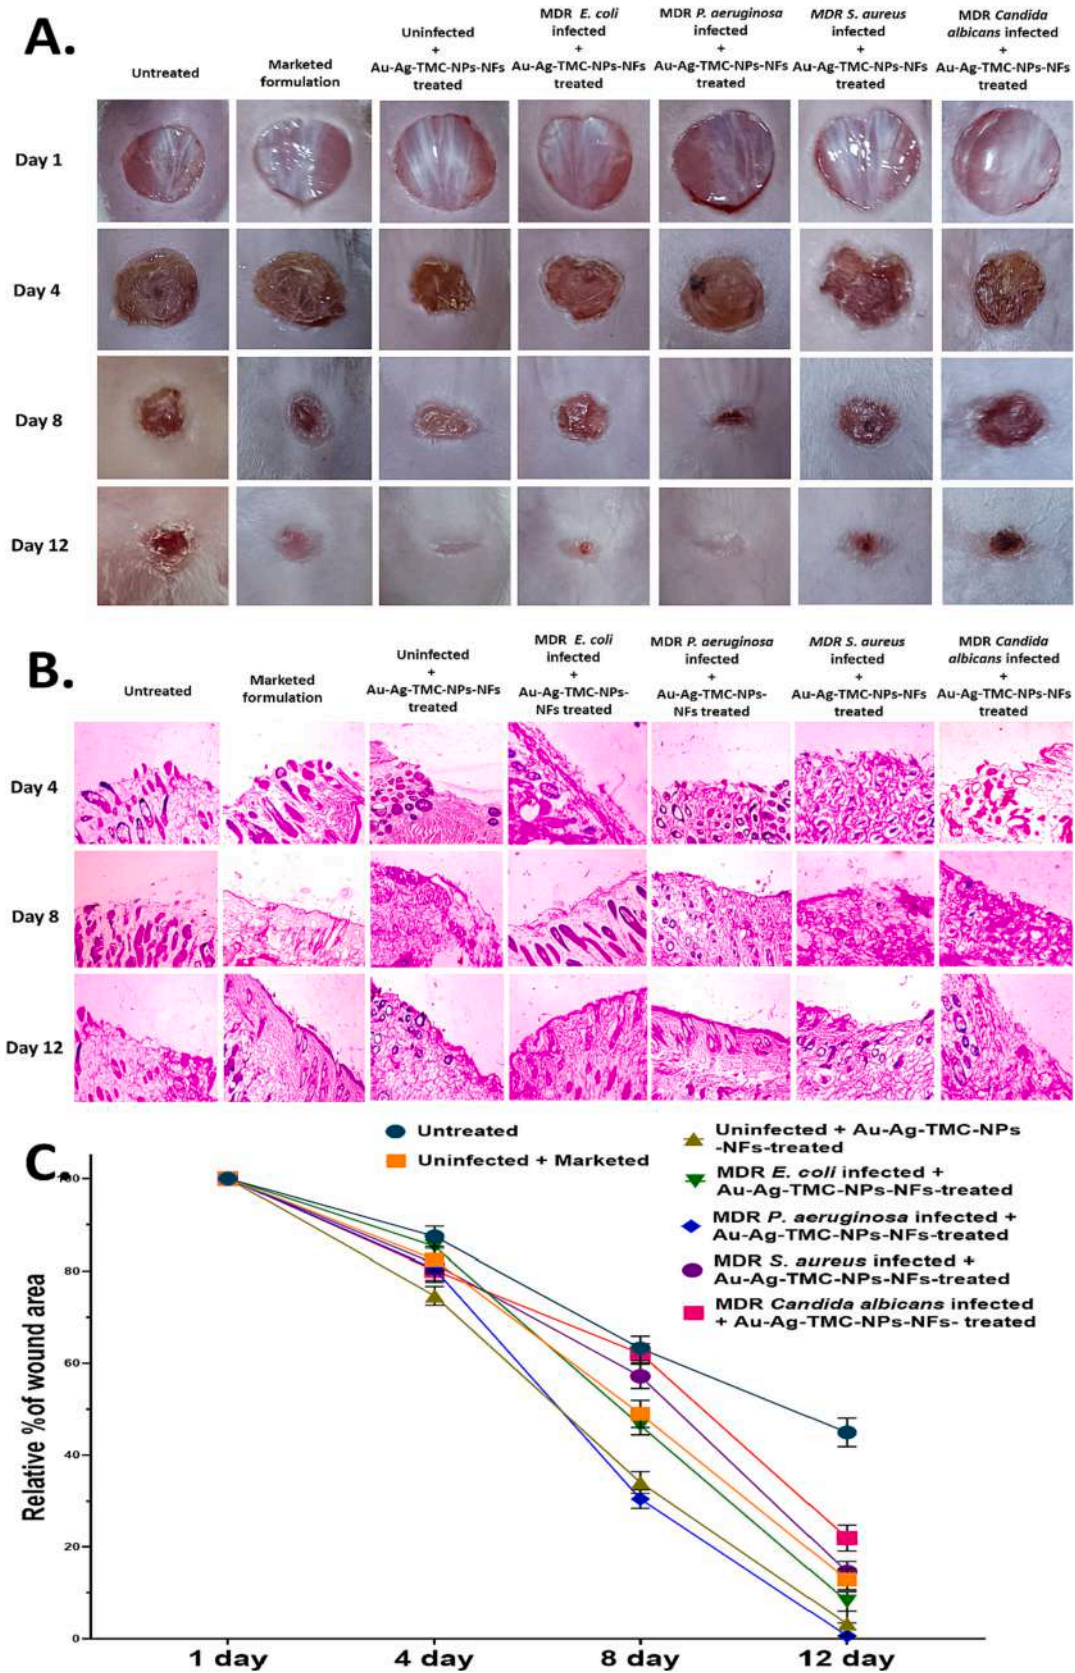 A.
Untreated
Marketed
formulation
Uninfected
+
Au-Ag-TMC-NPs-NFs
treated
MDR E. coli
infected
+
Au-Ag-TMC-NPs-NFs
treated
MDR P. aeruginosa
infected
+
Au-Ag-TMC-NPs-NFs
treated
MDR S. aureus
infected
+
Au-Ag-TMC-NPs-NFs
treated
MDR Candida
albicans infected
+
Au-Ag-TMC-NPs-NFs
treated
Day 1
Day 4
Day 8
Day 12
B.
Untreated
Marketed
formulation
Uninfected
+
Au-Ag-TMC-NPs-NFs
treated
MDR E. coli
infected
+
Au-Ag-TMC-NPs-
NFs treated
MDR P. aeruginosa
infected
+
Au-Ag-TMC-NPs-
NFs treated
MDR S. aureus
infected
+
Au-Ag-TMC-NPs-NFs
treated
MDR Candida
albicans infected
+
Au-Ag-TMC-NPs-NFs
treated
Day 4
Day 8
Day 12
C.
Untreated
Uninfected + Marketed
Uninfected + Au-Ag-TMC-NPs
-NFs-treated
MDR E. coli infected +
Au-Ag-TMC-NPs-NFs-treated
MDR P. aeruginosa infected +
Au-Ag-TMC-NPs-NFs-treated
MDR S. aureus infected +
Au-Ag-TMC-NPs-NFs-treated
MDR Candida albicans infected
+ Au-Ag-TMC-NPs-NFs- treated
Relative % of wound area
100
80
60
40
20
0
1 day
4 day
8 day
12 day